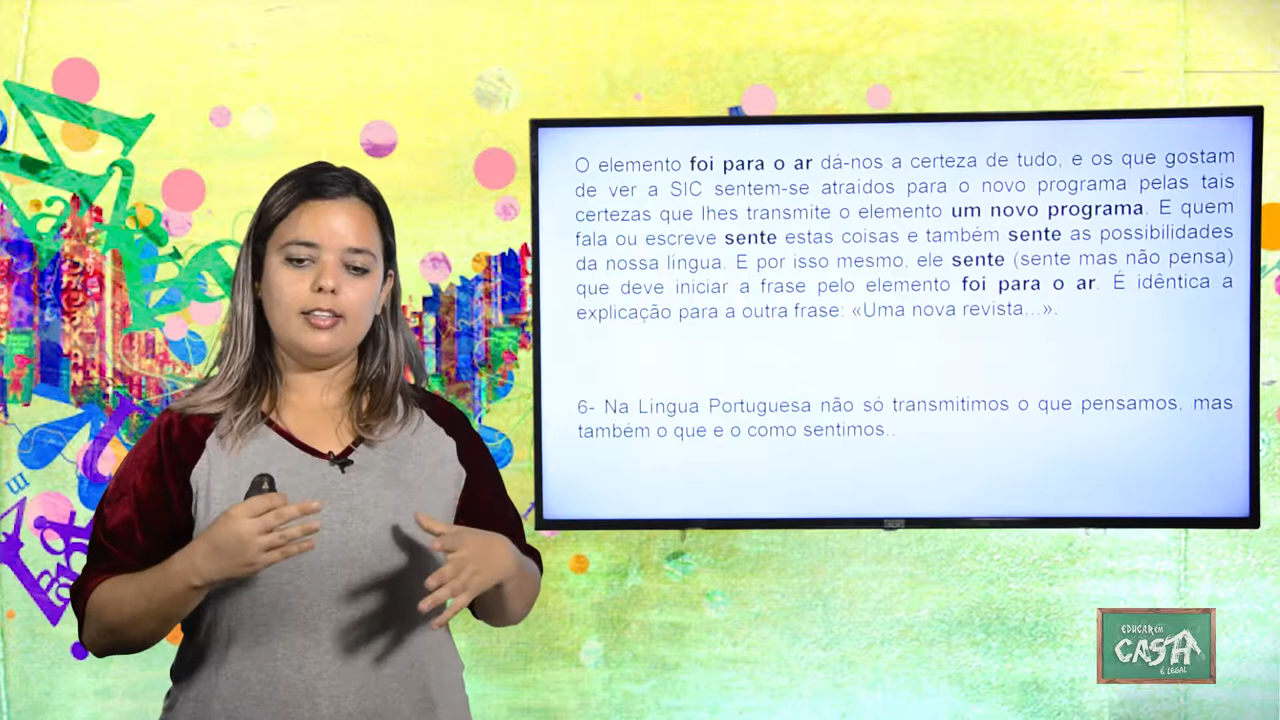 O elemento foi para o ar dá-nos a certeza de tudo, e os que gostam
de ver a SIC sentem-se atraídos para o novo programa pelas tais
certezas que lhes transmite o elemento um novo programa. E quem
fala ou escreve sente estas coisas e também sente as possibilidades
da nossa língua. E por isso mesmo, ele sente (sente mas não pensa)
que deve iniciar a frase pelo elemento foi para o ar. É idêntica a
explicação para a outra frase: «Uma nova revista...».
6- Na Língua Portuguesa não só transmitimos o que pensamos, mas
também o que e o como sentimos..
EDUCAR EM
CASA
É LEGAL